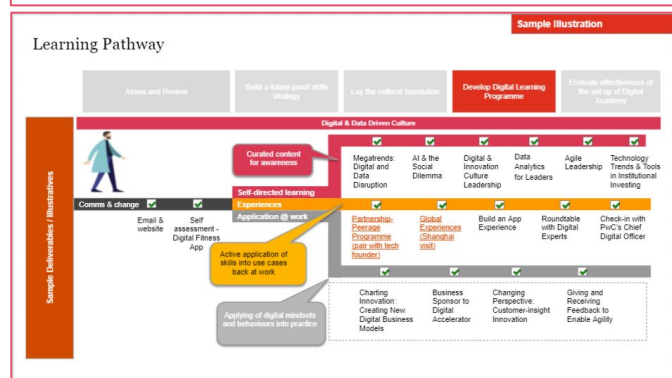 Sample Illustration
Learning Pathway
Asses and Review
Build a future-proof skills
strategy
Lay the cultural foundation
Develop Digital Learning
Programme
Evaluate effectiveness of
the set up of Digital
Academy
Digital & Data Driven Culture
Sample Deliverables / Illustratives
Curated content
for awareness
Megatrends:
Digital and
Data
Disruption
AI & the
Social
Dilemma
Digital &
Innovation
Culture
Leadership
Data
Analytics
for Leaders
Agile
Leadership
Technology
Trends & Tools
in Institutional
Investing
Self-directed learning
Comms & change
Experiences
Application @ work
Email &
website
Self
assessment -
Digital Fitness
App
Partnership-
Peerage
Programme
(pair with tech
founder)
Global
Experiences
(Shanghai
visit)
Build an App
Experience
Roundtable
with Digital
Experts
Check-in with
PwC's Chief
Digital Officer
Active application of
skills into use cases
back at work
Applying of digital mindsets
and behaviours into practice
Charting
Innovation:
Creating New
Digital Business
Models
Business
Sponsor to
Digital
Accelerator
Changing
Perspective:
Customer-insight
Innovation
Giving and
Receiving
Feedback to
Enable Agility